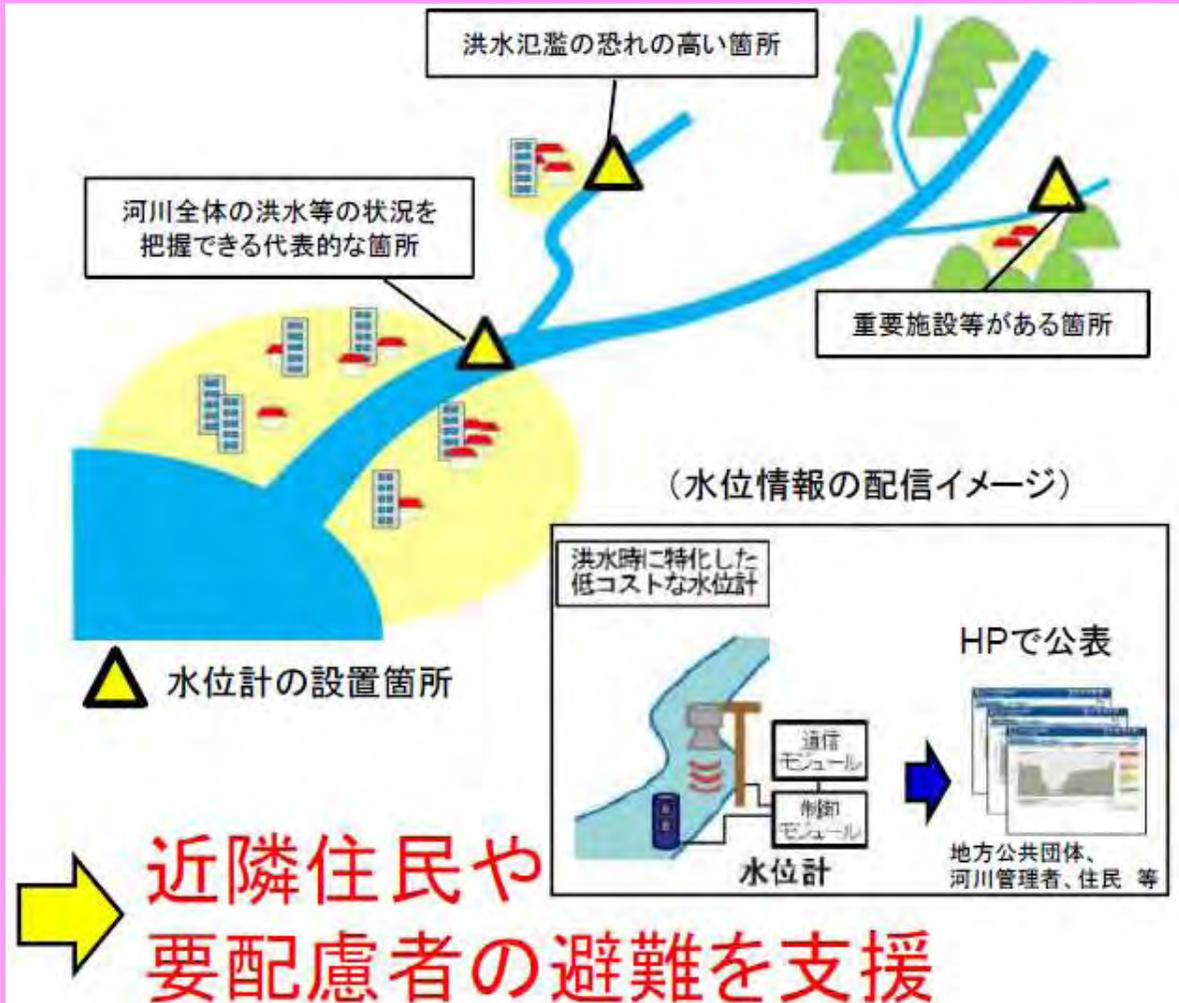 洪水氾濫の恐れの高い箇所
河川全体の洪水等の状況を
把握できる代表的な箇所
重要施設等がある箇所
水位計の設置箇所
（水位情報の配信イメージ）
洪水時に特化した
低コストな水位計
通信
モジュール
制御
モジュール
水位計
HPで公表
地方公共団体、
河川管理者、住民 等
近隣住民や
要配慮者の避難を支援